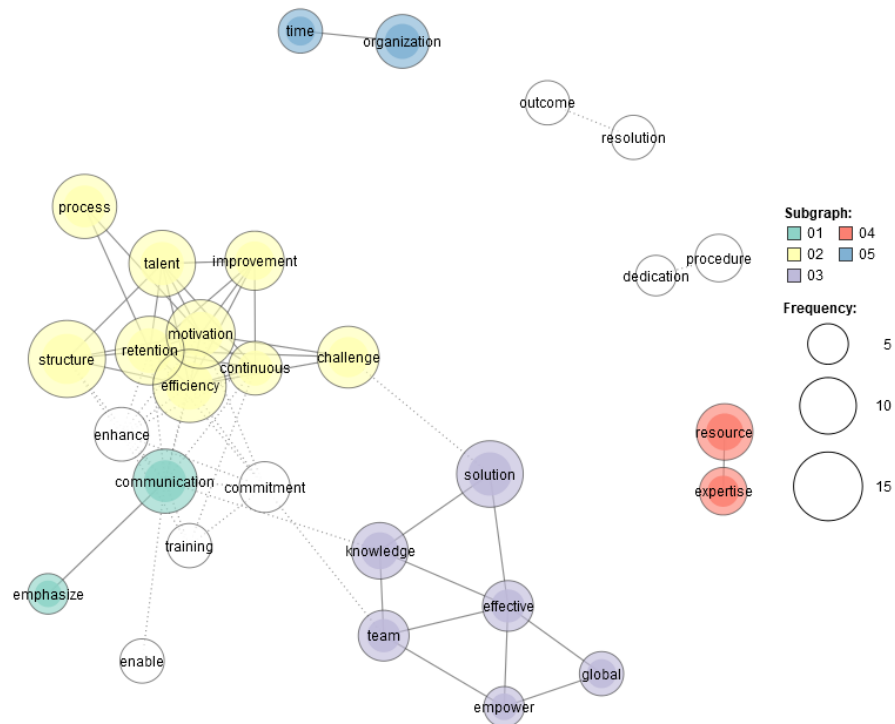 time
organization
outcome
resolution
process
talent
improvement
dedication
procedure
Subgraph:
01 04
02 05
03
Frequency:
5
10
15
structure
retention
motivation
continuous
challenge
efficiency
enhance
communication
commitment
solution
resource
expertise
training
knowledge
emphasize
effective
team
enable
global
empower